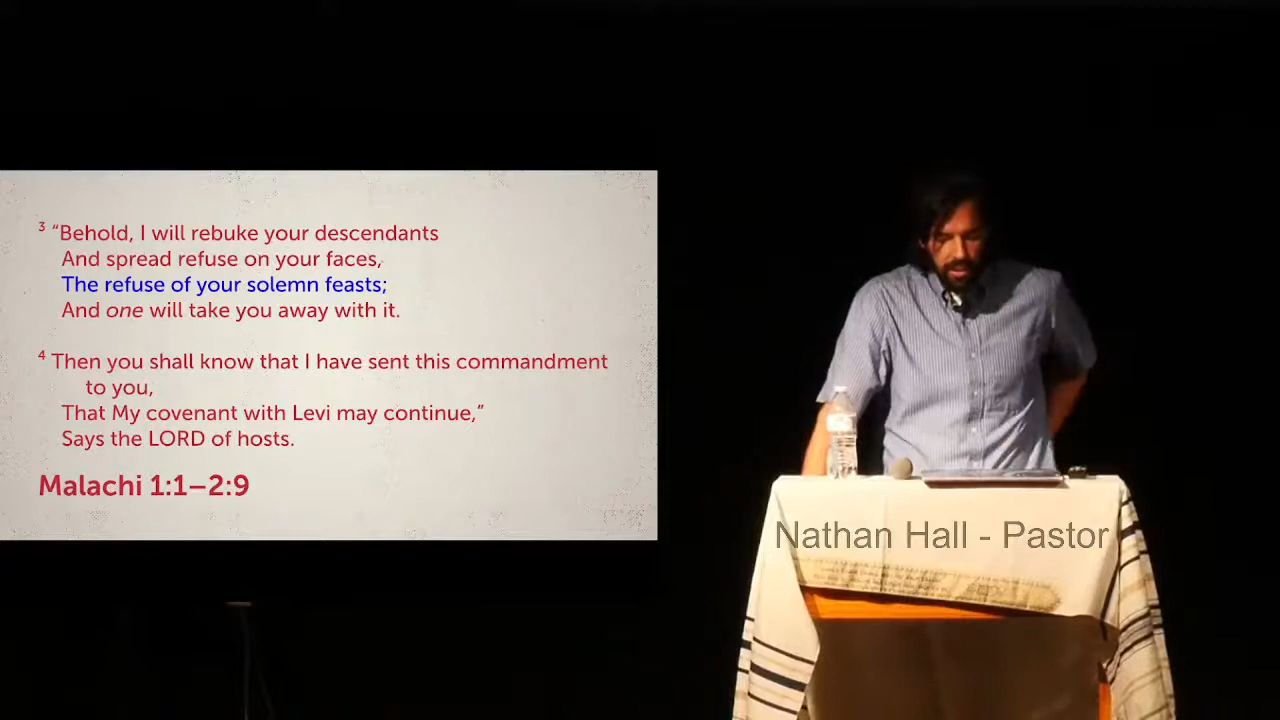 3 “Behold, I will rebuke your descendants
And spread refuse on your faces,
The refuse of your solemn feasts;
And one will take you away with it.
4 Then you shall know that I have sent this commandment
to you,
That My covenant with Levi may continue,”
Says the LORD of hosts.
Malachi 1:1–2:9
Nathan Hall - Pastor